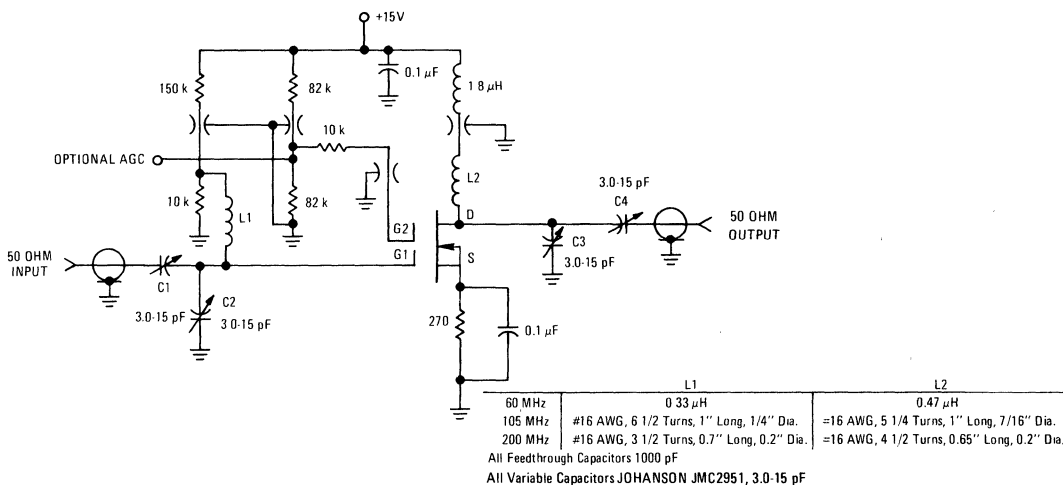 +15V
0.1 µF
1 8 µH
150 k
82 k
10 k
OPTIONAL AGC
10 k
L1
82 k
L2
G2
G1
D
S
3.0-15 pF
C4
50 OHM
OUTPUT
C3
3.0-15 pF
50 OHM
INPUT
C1
3.0-15 pF
C2
3 0-15 pF
270
0.1 µF
L1 L2
60 MHz 0 33 µH 0.47 µH
105 MHz #16 AWG, 6 1/2 Turns, 1" Long, 1/4" Dia. =16 AWG, 5 1/4 Turns, 1" Long, 7/16" Dia.
200 MHz #16 AWG, 3 1/2 Turns, 0.7" Long, 0.2" Dia. =16 AWG, 4 1/2 Turns, 0.65" Long, 0.2" Dia.
All Feedthrough Capacitors 1000 pF
All Variable Capacitors JOHANSON JMC2951, 3.0-15 pF